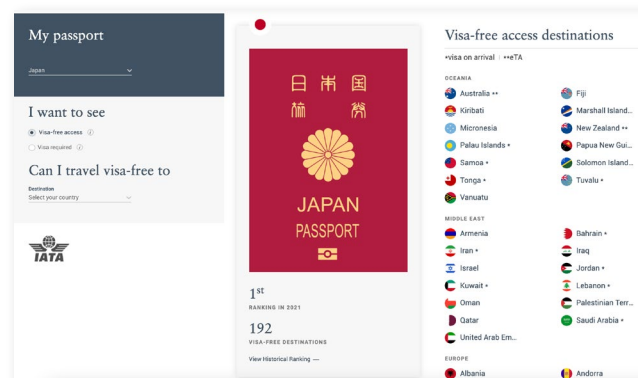 My passport
Japan
I want to see
Visa-free access
Visa required
Can I travel visa-free to
Destination
Select your country
IATA
日本国
旅券
JAPAN
PASSPORT
1st
RANKING IN 2021
192
VISA-FREE DESTINATIONS
View Historical Ranking —
Visa-free access destinations
•visa on arrival | ••eTA
OCEANIA
Australia •• Fiji
Kiribati Marshall Island...
Micronesia New Zealand ••
Palau Islands • Papua New Gui...
Samoa • Solomon Island...
Tonga • Tuvalu •
Vanuatu
MIDDLE EAST
Armenia Bahrain •
Iran • Iraq
Israel Jordan •
Kuwait • Lebanon •
Oman Palestinian Terr...
Qatar Saudi Arabia •
United Arab Em...
EUROPE
Albania Andorra